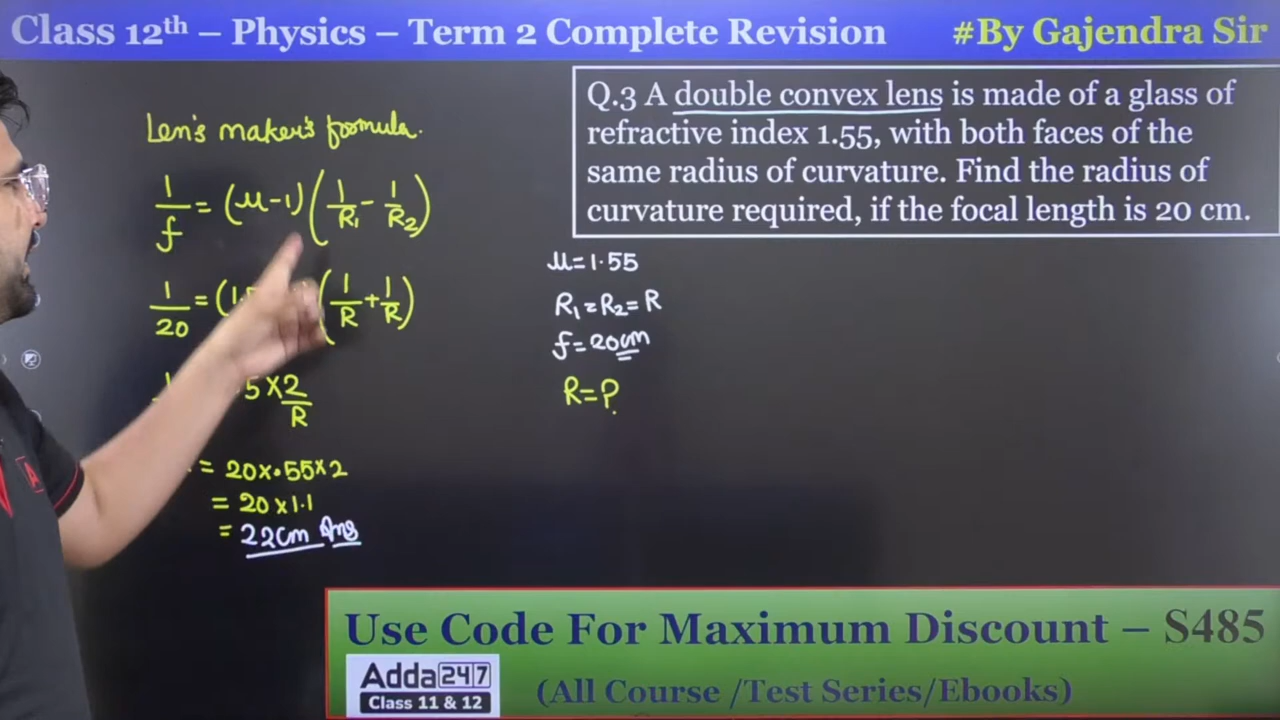 Class 12th – Physics – Term 2 Complete Revision
#By Gajendra Sir
Q.3 A double convex lens is made of a glass of
refractive index 1.55, with both faces of the
same radius of curvature. Find the radius of
curvature required, if the focal length is 20 cm.
Len's maker's formula.
1/f = (μ-1)(1/R₁ - 1/R₂)
1/20 = (1. (1/R + 1/R)
5×2/R
= 20×.55×2
= 20×1.1
= 22cm Ans
μ=1.55
R₁=R₂=R
f=20cm
R=?
Use Code For Maximum Discount – S485
Adda247
Class 11 & 12
(All Course /Test Series/Ebooks)